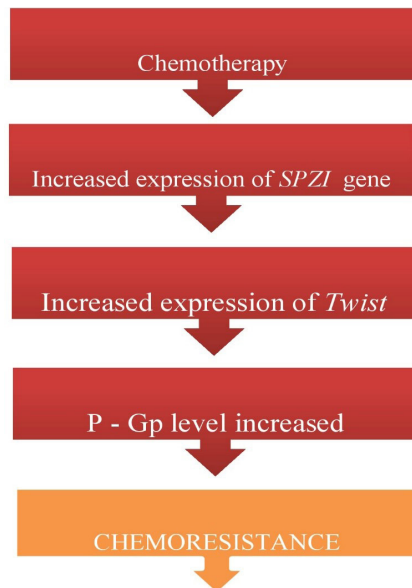 Chemotherapy
Increased expression of SPZI gene
Increased expression of Twist
P - Gp level increased
CHEMORESISTANCE